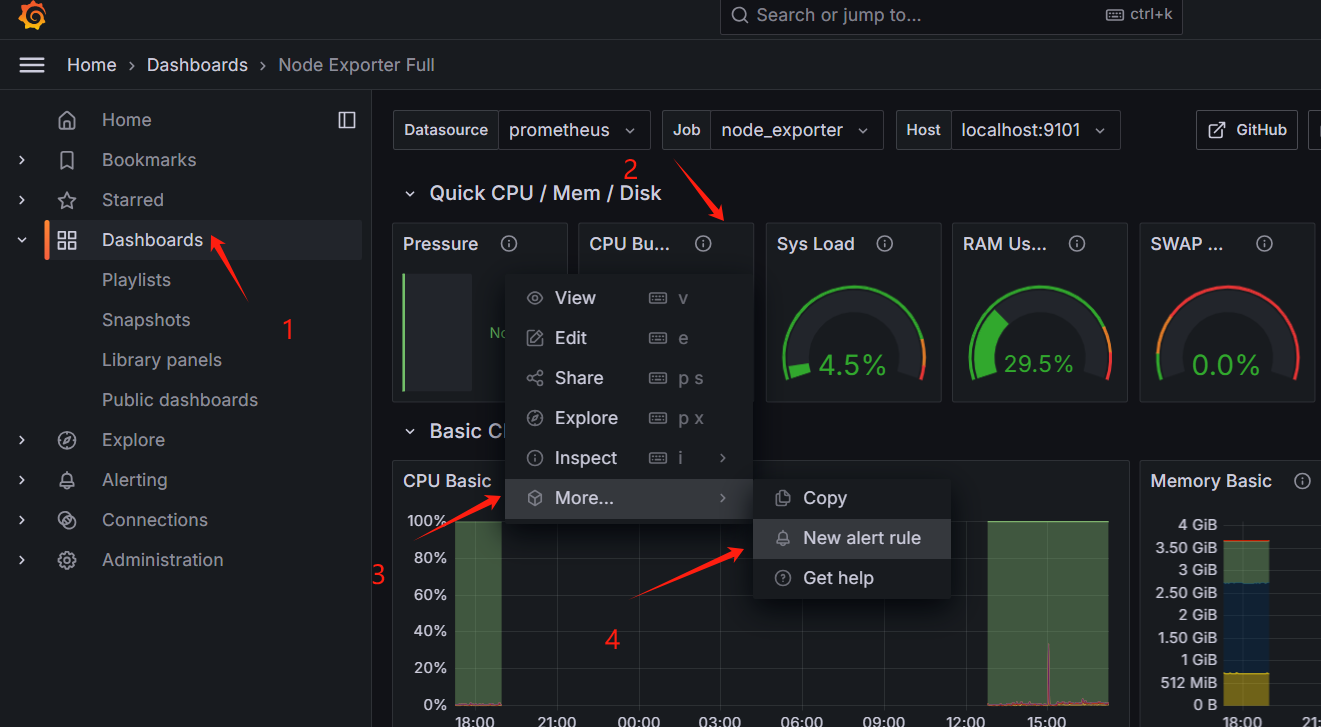 Search or jump to... ctrl+k
Home › Dashboards › Node Exporter Full
Home
Bookmarks
Starred
Dashboards
Playlists
Snapshots
Library panels
Public dashboards
Explore
Alerting
Connections
Administration
1
Datasource prometheus Job node_exporter Host localhost:9101 GitHub
2
Quick CPU / Mem / Disk
Pressure CPU Bu... Sys Load RAM Us... SWAP ...
No
4.5% 29.5% 0.0%
View v
Edit e
Share p s
Explore p x
Inspect i
More...
Copy
New alert rule
Get help
3
4
Basic C
CPU Basic
100%
80%
60%
40%
20%
0%
18:00 21:00 00:00 03:00 06:00 09:00 12:00 15:00
Memory Basic
4 GiB
3.50 GiB
3 GiB
2.50 GiB
2 GiB
1.50 GiB
1 GiB
512 MiB
0 B
18:00